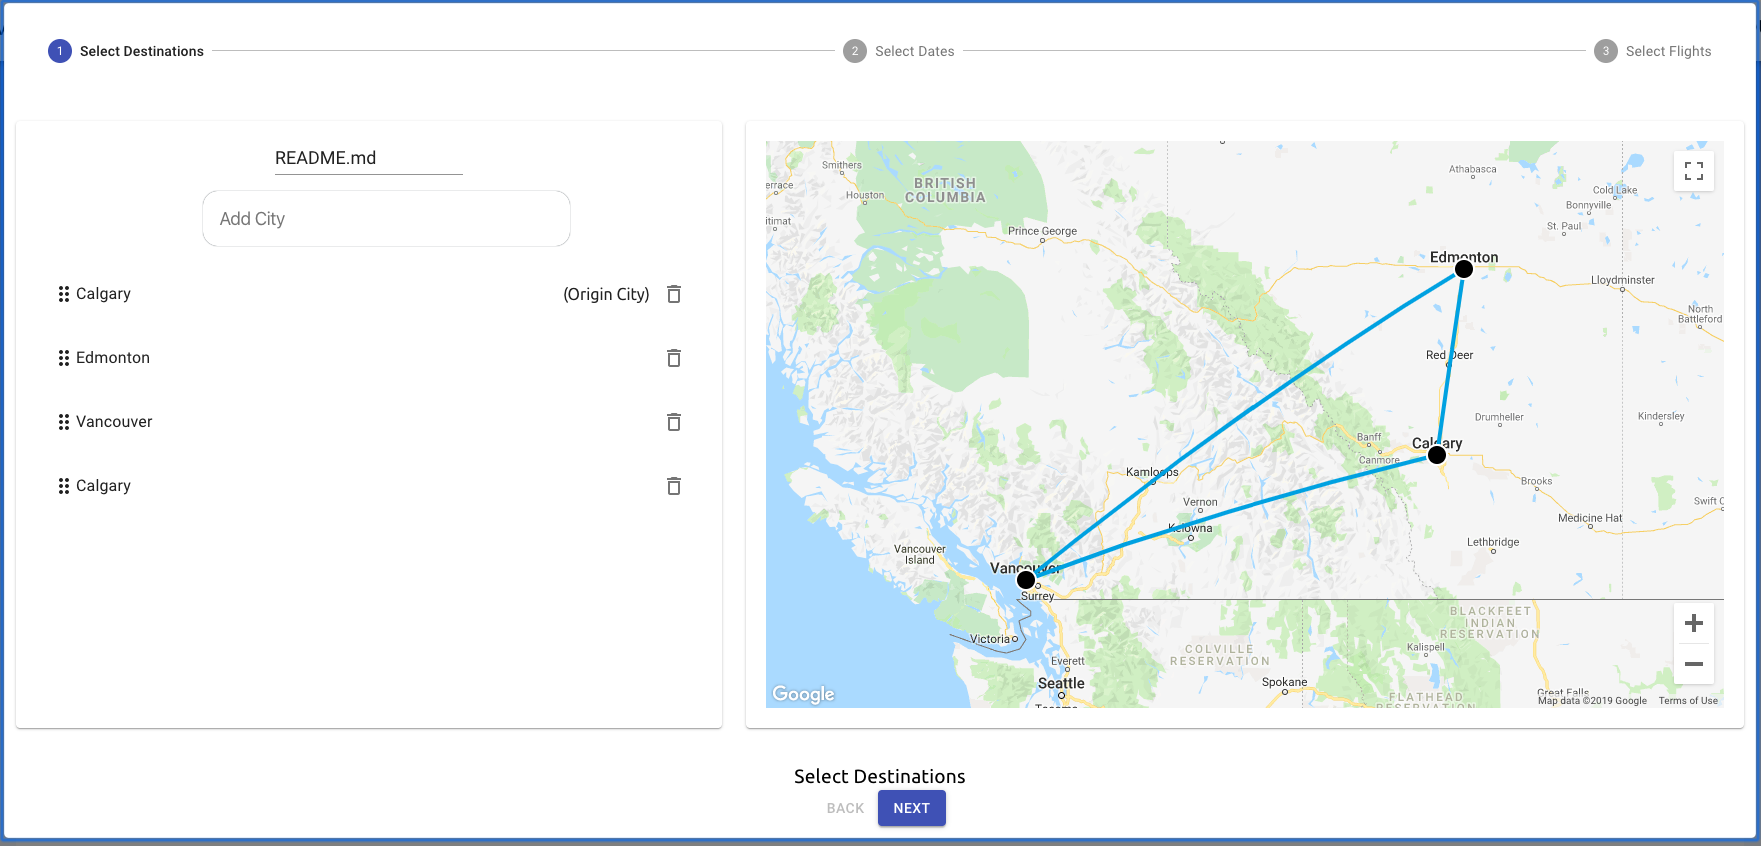 1 Select Destinations
2 Select Dates
3 Select Flights
README.md
Add City
Calgary (Origin City)
Edmonton
Vancouver
Calgary
Smithers
Athabasca
BRITISH
COLUMBIA
Cold Lake
Houston
Bonnyville
St. Paul
Prince George
Edmonton
Lloydminster
North
Battleford
Red Deer
Drumheller
Kindersley
Banff
Calgary
Canmore
Kamloops
Brooks
Vernon
Swift C
Medicine Hat
Kelowna
Lethbridge
Vancouver
Island
Vancouver
Surrey
BLACKFEET
INDIAN
RESERVATION
Victoria
COLVILLE
RESERVATION
Kalispell
Everett
Seattle
Spokane
Great Falls
FLATHEAD
RESERVATION
Tacoma
Google
Map data ©2019 Google Terms of Use
Select Destinations
BACK NEXT